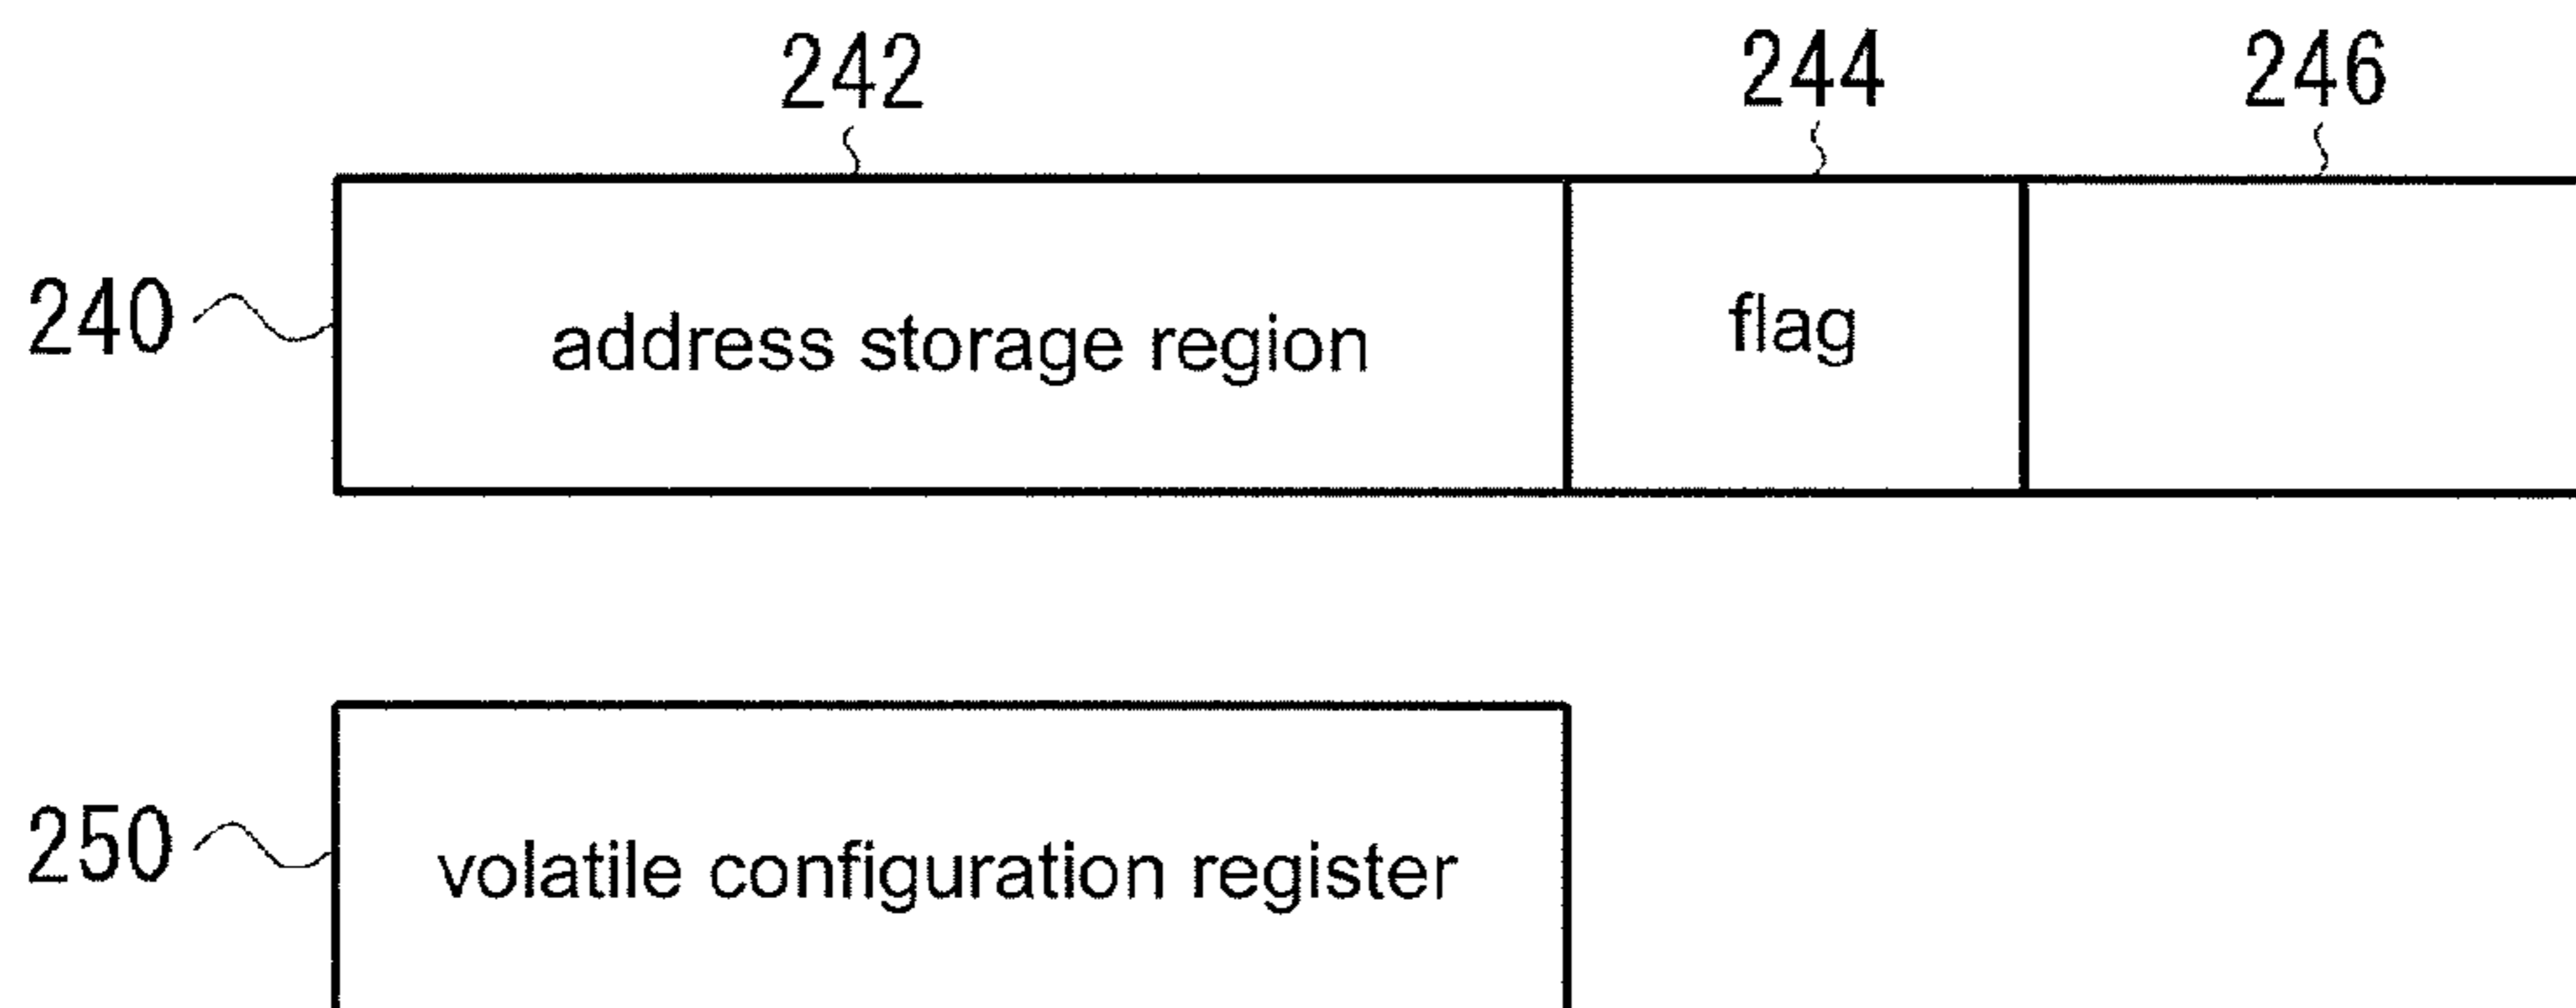 242 244 246
240 address storage region flag
250 volatile configuration register